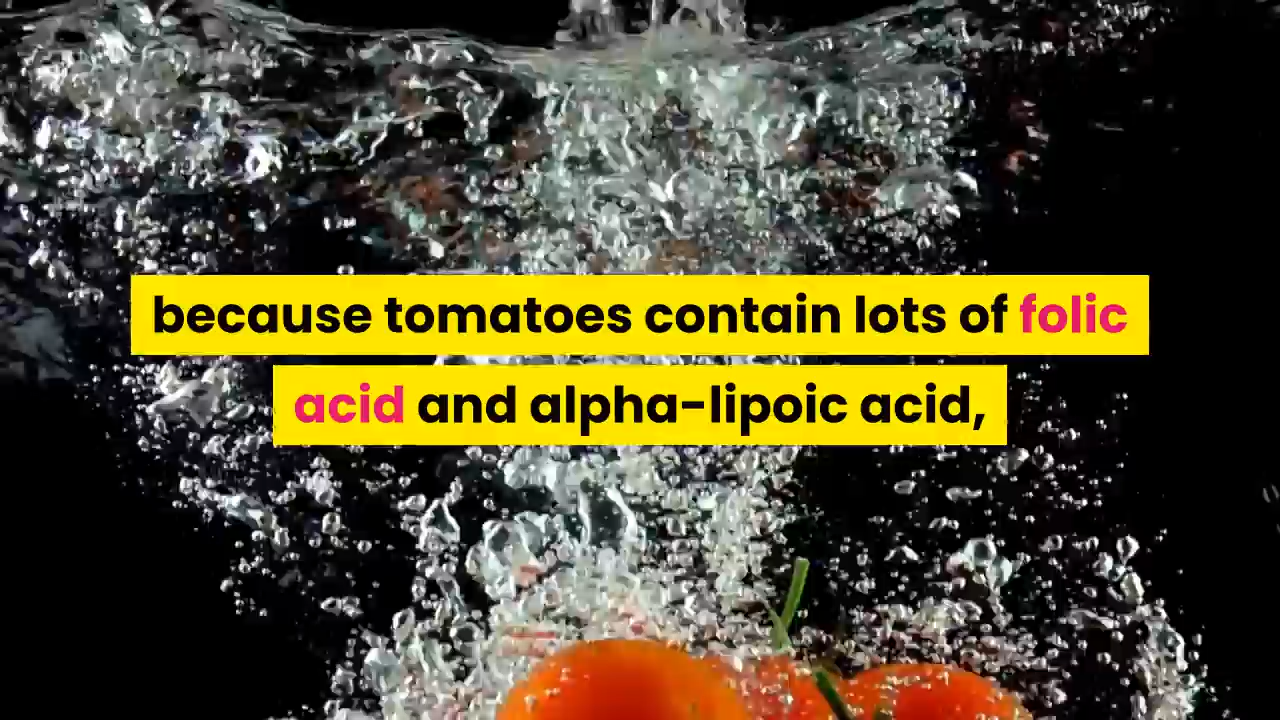 because tomatoes contain lots of folic
acid and alpha-lipoic acid,